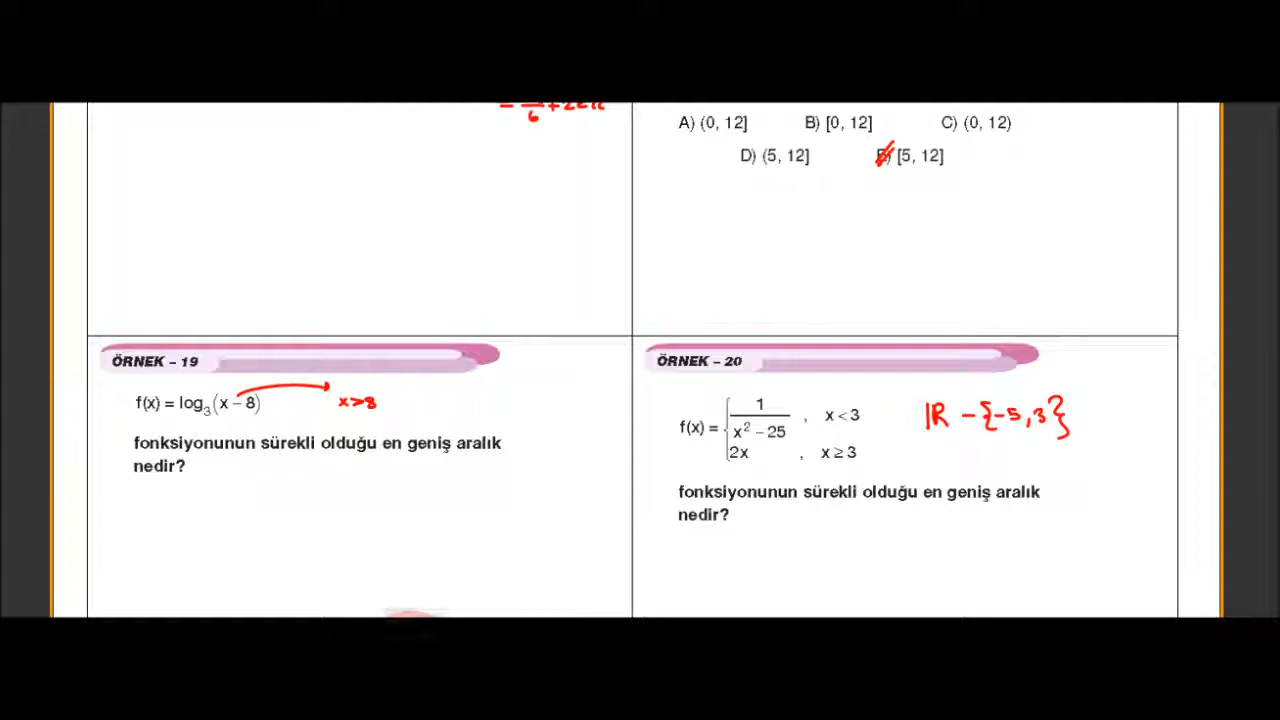 A) (0, 12] B) [0, 12] C) (0, 12)
D) (5, 12] [5, 12]
ÖRNEK – 19
f(x) = log₃(x – 8) x>8
fonksiyonunun sürekli olduğu en geniş aralık
nedir?
ÖRNEK – 20
f(x) = { 1 / x² – 25 , x < 3 IR – {-5, 3}
2x , x ≥ 3
fonksiyonunun sürekli olduğu en geniş aralık
nedir?